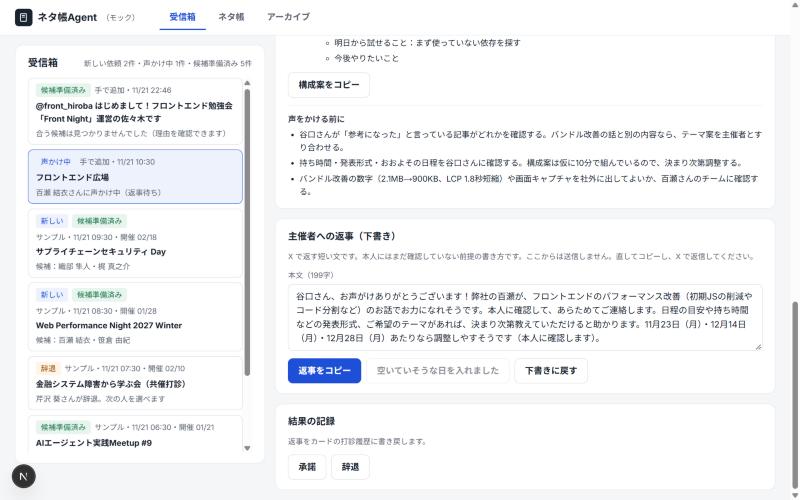 ネタ帳Agent （モック） 受信箱 ネタ帳 アーカイブ
受信箱 新しい依頼 2件・声かけ中 1件・候補準備済み 5件
候補準備済み 手で追加・11/21 22:46
@front_hiroba はじめまして！フロントエンド勉強会
「Front Night」運営の佐々木です
合う候補は見つかりませんでした（理由を確認できます）
声かけ中 手で追加・11/21 10:30
フロントエンド広場
百瀬 結衣さんに声かけ中（返事待ち）
新しい 候補準備済み
サンプル・11/21 09:30・開催 02/18
サプライチェーンセキュリティ Day
候補：織部 隼人・梶 真之介
新しい 候補準備済み
サンプル・11/21 08:30・開催 01/28
Web Performance Night 2027 Winter
候補：百瀬 結衣・笹倉 由紀
辞退 サンプル・11/21 07:30・開催 02/10
金融システム障害から学ぶ会（共催打診）
芹沢 葵さんが辞退。次の人を選べます
候補準備済み サンプル・11/21 06:30・開催 01/21
AIエージェント実践Meetup #9
N
明日から試せること：まず使っていない依存を探す
今後やりたいこと
構成案をコピー
声をかける前に
谷口さんが「参考になった」と言っている記事がどれかを確認する。バンドル改善の話と別の内容なら、テーマ案を主催者とす
り合わせる。
持ち時間・発表形式・おおよその日程を谷口さんに確認する。構成案は仮に10分で組んでいるので、決まり次第調整する。
バンドル改善の数字（2.1MB→900KB、LCP 1.8秒短縮）や画面キャプチャを社外に出してよいか、百瀬さんのチームに確認す
る。
主催者への返事（下書き）
X で返す短い文です。本人にはまだ確認していない前提の書き方です。ここからは送信しません。直してコピーし、X で返信してください。
本文（199字）
谷口さん、お声がけありがとうございます！弊社の百瀬が、フロントエンドのパフォーマンス改善（初期JSの削減や
コード分割など）のお話でお力になれそうです。本人に確認して、あらためてご連絡します。日程の目安や持ち時間
などの発表形式、ご希望のテーマがあれば、決まり次第教えていただけると助かります。11月23日（月）・12月14日
（月）・12月28日（月）あたりなら調整しやすそうです（本人に確認します）。
返事をコピー 空いていそうな日を入れました 下書きに戻す
結果の記録
返事をカードの打診履歴に書き戻します。
承諾 辞退